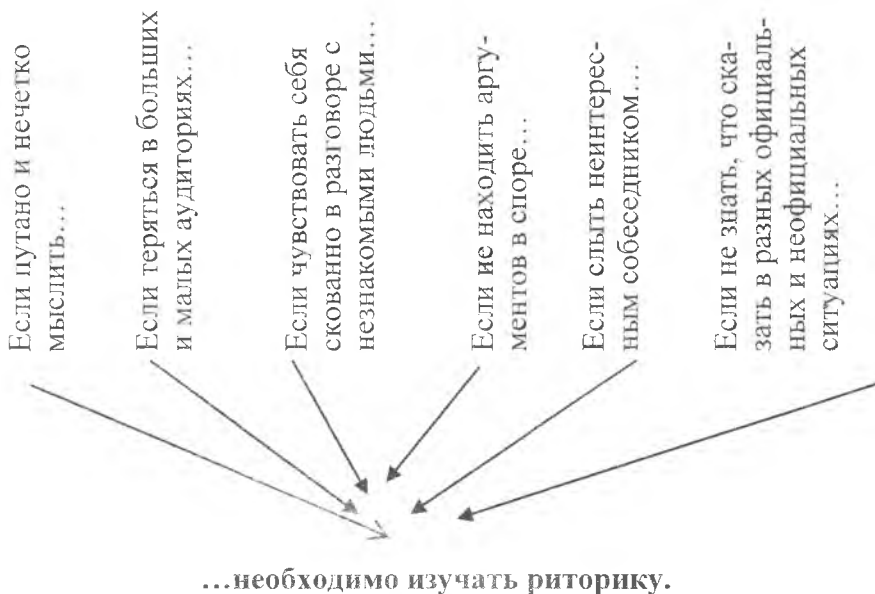 Если путано и нечетко
мыслить…
Если теряться в больших
и малых аудиториях…
Если чувствовать себя
скованно в разговоре с
незнакомыми людьми…
Если не находить аргу-
ментов в споре…
Если слыть неинтерес-
ным собеседником…
Если не знать, что ска-
зать в разных официаль-
ных и неофициальных
ситуациях…
…необходимо изучать риторику.